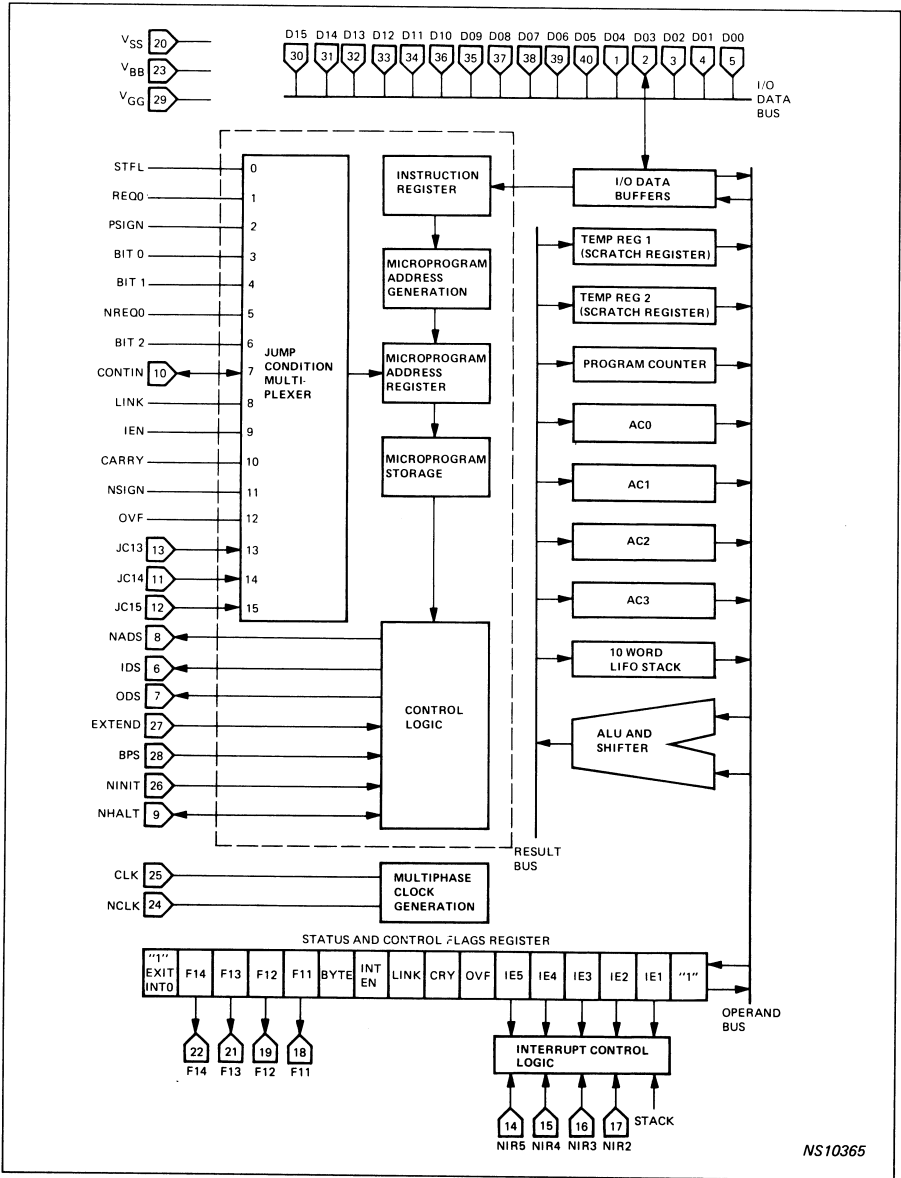 VSS 20
VBB 23
VGG 29
D15 D14 D13 D12 D11 D10 D09 D08 D07 D06 D05 D04 D03 D02 D01 D00
30 31 32 33 34 36 35 37 38 39 40 1 2 3 4 5
I/O
DATA
BUS
STFL 0
REQ0 1
PSIGN 2
BIT 0 3
BIT 1 4
NREQ0 5
BIT 2 6
CONTIN 10 7
LINK 8
IEN 9
CARRY 10
NSIGN 11
OVF 12
JC13 13 13
JC14 11 14
JC15 12 15
JUMP
CONDITION
MULTI-
PLEXER
INSTRUCTION
REGISTER
MICROPROGRAM
ADDRESS
GENERATION
MICROPROGRAM
ADDRESS
REGISTER
MICROPROGRAM
STORAGE
I/O DATA
BUFFERS
TEMP REG 1
(SCRATCH REGISTER)
TEMP REG 2
(SCRATCH REGISTER)
PROGRAM COUNTER
AC0
AC1
AC2
AC3
10 WORD
LIFO STACK
ALU AND
SHIFTER
NADS 8
IDS 6
ODS 7
EXTEND 27
BPS 28
NINIT 26
NHALT 9
CONTROL
LOGIC
RESULT
BUS
CLK 25
NCLK 24
MULTIPHASE
CLOCK
GENERATION
STATUS AND CONTROL FLAGS REGISTER
"1"
EXIT
INT0
F14 F13 F12 F11 BYTE INT
EN LINK CRY OVF IE5 IE4 IE3 IE2 IE1 "1"
OPERAND
BUS
22 21 19 18
F14 F13 F12 F11
INTERRUPT CONTROL
LOGIC
14 15 16 17 STACK
NIR5 NIR4 NIR3 NIR2
NS10365